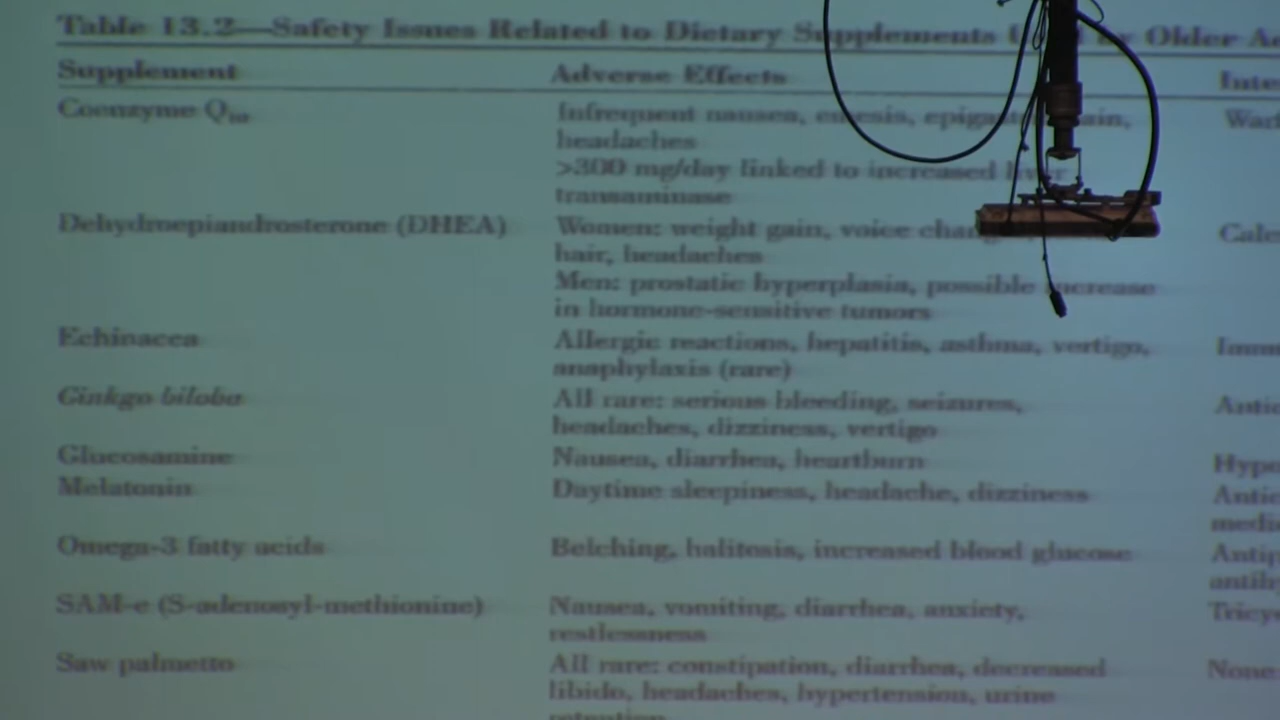 Table 13.2—Safety Issues Related to Dietary Supplements by Older
Supplement Adverse Effects
Coenzyme Q10 Infrequent nausea, emesis,
headaches
>300 mg/day linked to increased liver
transaminase
Dehydroepiandrosterone (DHEA) Women: weight gain, voice
hair, headaches
Men: prostatic hyperplasia, possible increase
in hormone-sensitive tumors
Echinacea Allergic reactions, hepatitis, asthma, vertigo,
anaphylaxis (rare)
Ginkgo biloba All rare: serious bleeding, seizures,
headaches, dizziness, vertigo
Glucosamine Nausea, diarrhea, heartburn
Melatonin Daytime sleepiness, headache, dizziness
Omega-3 fatty acids Belching, halitosis, increased blood glucose
SAM-e (S-adenosyl-methionine) Nausea, vomiting, diarrhea, anxiety,
restlessness
Saw palmetto All rare: constipation, diarrhea, decreased None
libido, headaches, hypertension, urine
retention